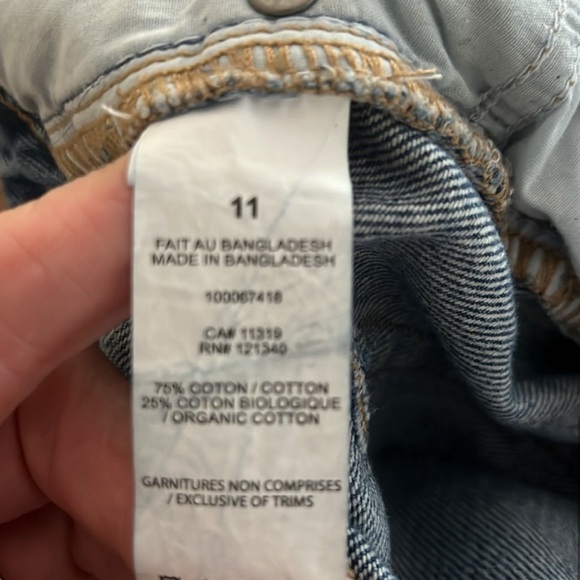 11
FAIT AU BANGLADESH
MADE IN BANGLADESH
100067418
CA# 11319
RN# 121340
75% COTON / COTTON
25% COTON BIOLOGIQUE
/ ORGANIC COTTON
GARNITURES NON COMPRISES
/ EXCLUSIVE OF TRIMS